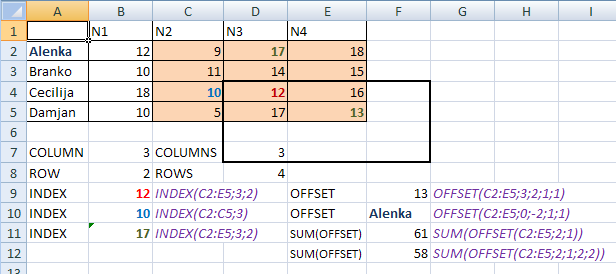 A B C D E F G H I
1 N1 N2 N3 N4
2 Alenka 12 9 17 18
3 Branko 10 11 14 15
4 Cecilija 18 10 12 16
5 Damjan 10 5 17 13
6
7 COLUMN 3 COLUMNS 3
8 ROW 2 ROWS 4
9 INDEX 12 INDEX(C2:E5;3;2) OFFSET 13 OFFSET(C2:E5;3;2;1;1)
10 INDEX 10 INDEX(C2:C5;3) OFFSET Alenka OFFSET(C2:E5;0;-2;1;1)
11 INDEX 17 INDEX(C2:E5;3;2) SUM(OFFSET) 61 SUM(OFFSET(C2:E5;2;1))
12 SUM(OFFSET) 58 SUM(OFFSET(C2:E5;2;1;2;2))